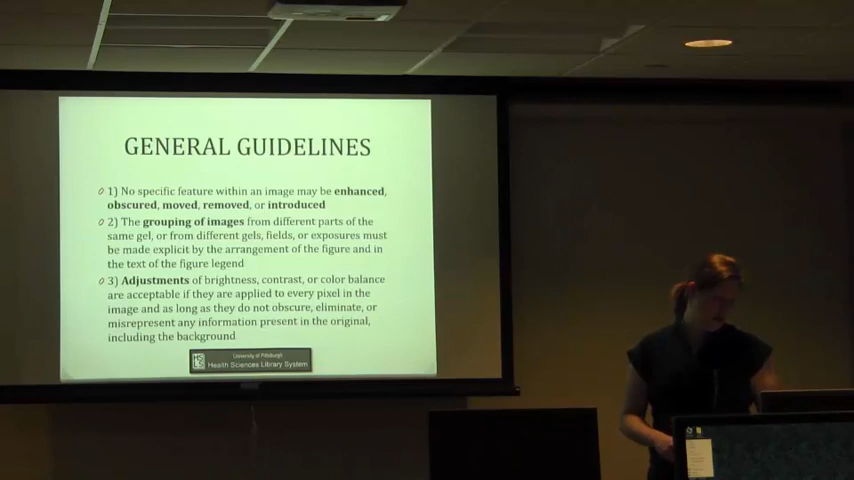 GENERAL GUIDELINES
1) No specific feature within an image may be enhanced,
obscured, moved, removed, or introduced
2) The grouping of images from different parts of the
same gel, or from different gels, fields, or exposures must
be made explicit by the arrangement of the figure and in
the text of the figure legend
3) Adjustments of brightness, contrast, or color balance
are acceptable if they are applied to every pixel in the
image and as long as they do not obscure, eliminate, or
misrepresent any information present in the original,
including the background
University of Pittsburgh
Health Sciences Library System